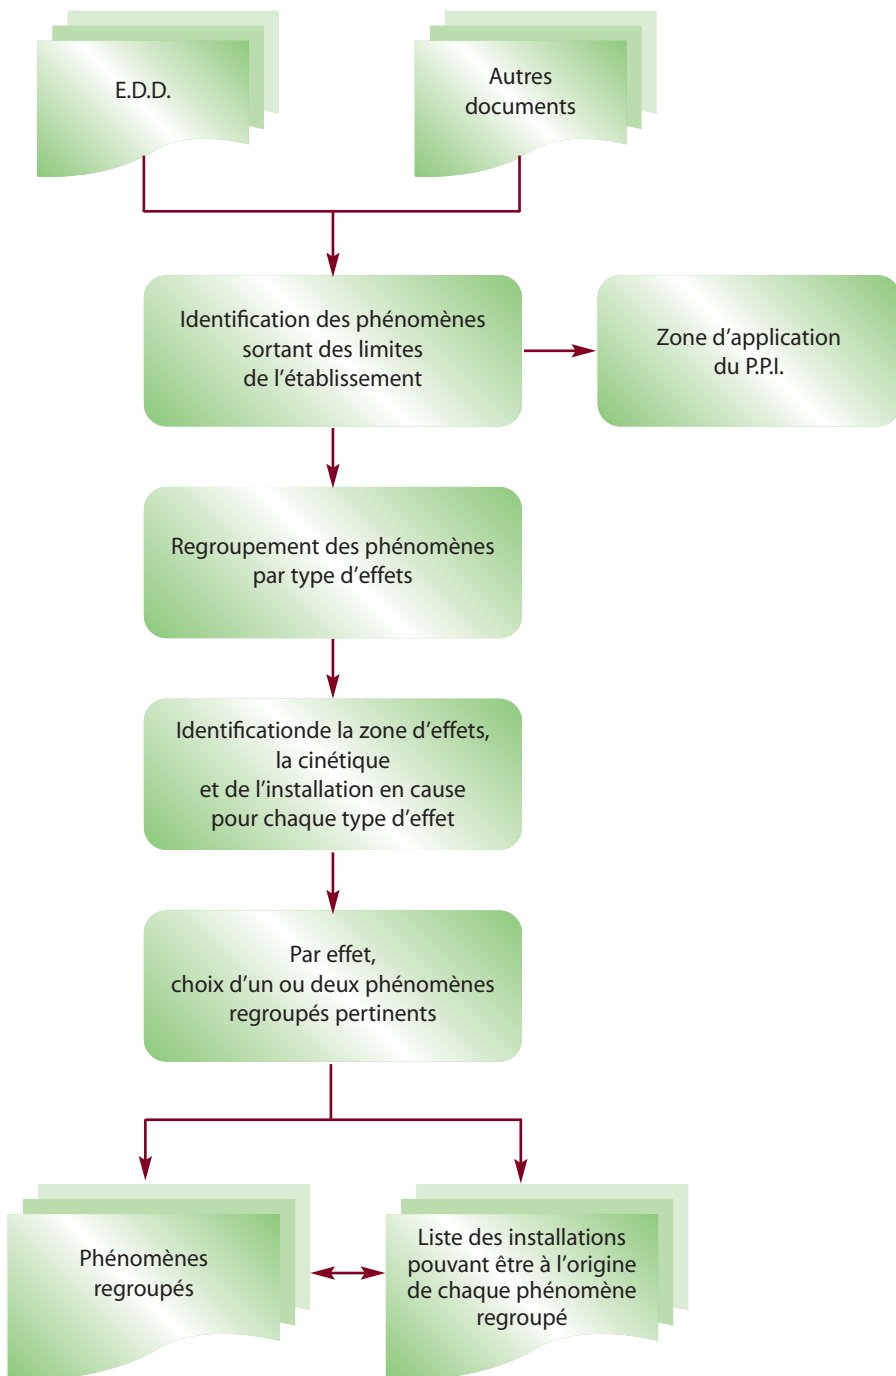 E.D.D.
Autres
documents
Identification des phénomènes
sortant des limites
de l’établissement
Zone d’application
du P.P.I.
Regroupement des phénomènes
par type d’effets
Identificationde la zone d’effets,
la cinétique
et de l’installation en cause
pour chaque type d’effet
Par effet,
choix d’un ou deux phénomènes
regroupés pertinents
Phénomènes
regroupés
Liste des installations
pouvant être à l’origine
de chaque phénomène
regroupé